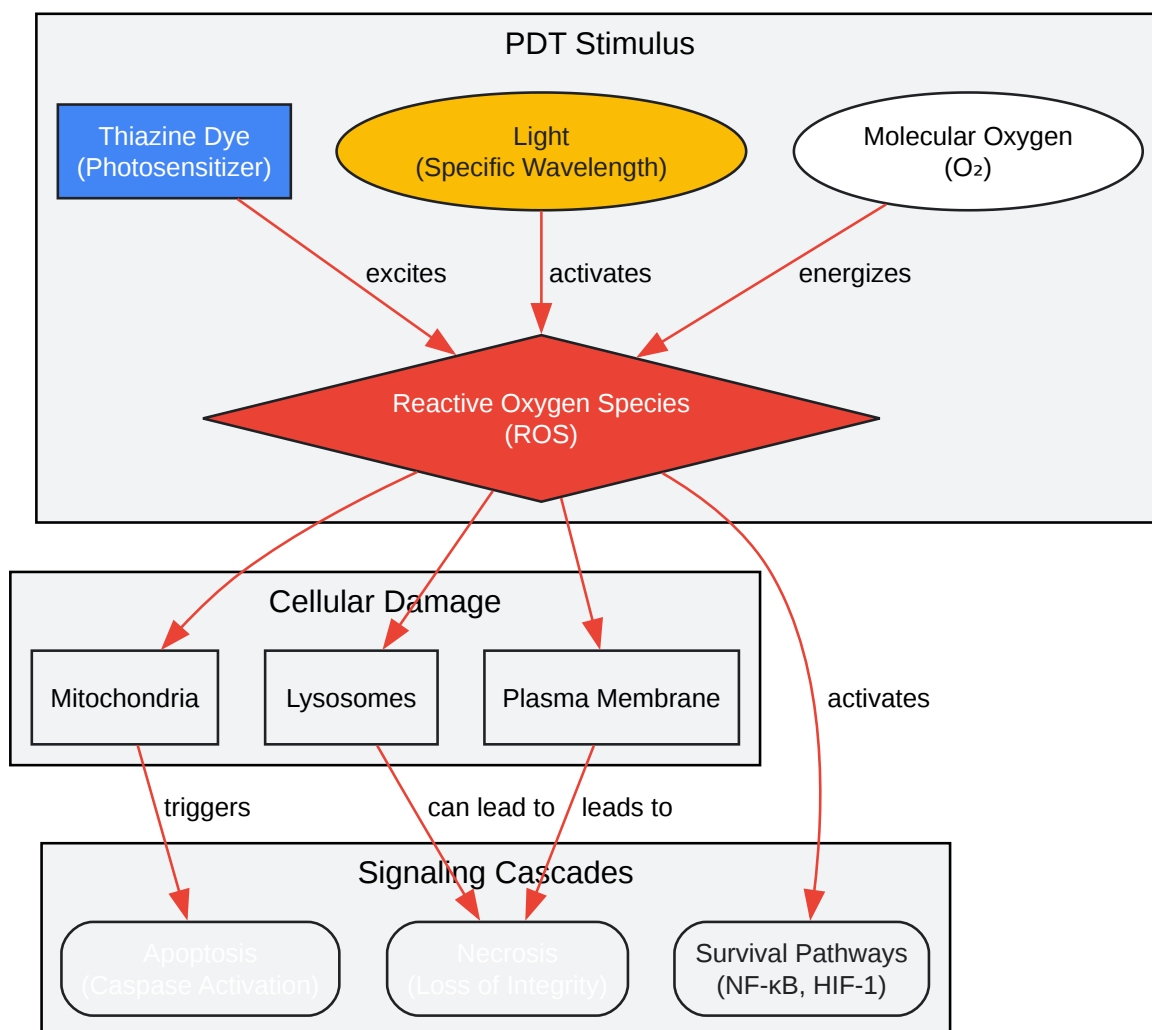 PDT Stimulus
Thiazine Dye
(Photosensitizer)
Light
(Specific Wavelength)
Molecular Oxygen
(O₂)
excites
activates
energizes
Reactive Oxygen Species
(ROS)
Cellular Damage
Mitochondria
Lysosomes
Plasma Membrane
activates
triggers
can lead to
leads to
Signaling Cascades
Apoptosis
(Caspase Activation)
Necrosis
(Loss of Integrity)
Survival Pathways
(NF-κB, HIF-1)